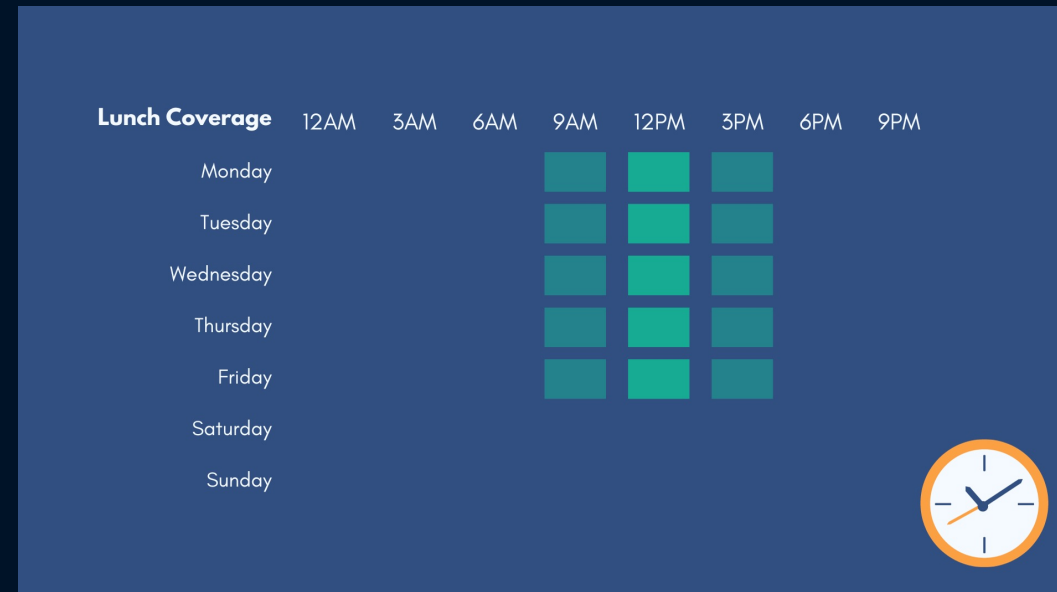 Lunch Coverage 12AM 3AM 6AM 9AM 12PM 3PM 6PM 9PM
Monday
Tuesday
Wednesday
Thursday
Friday
Saturday
Sunday